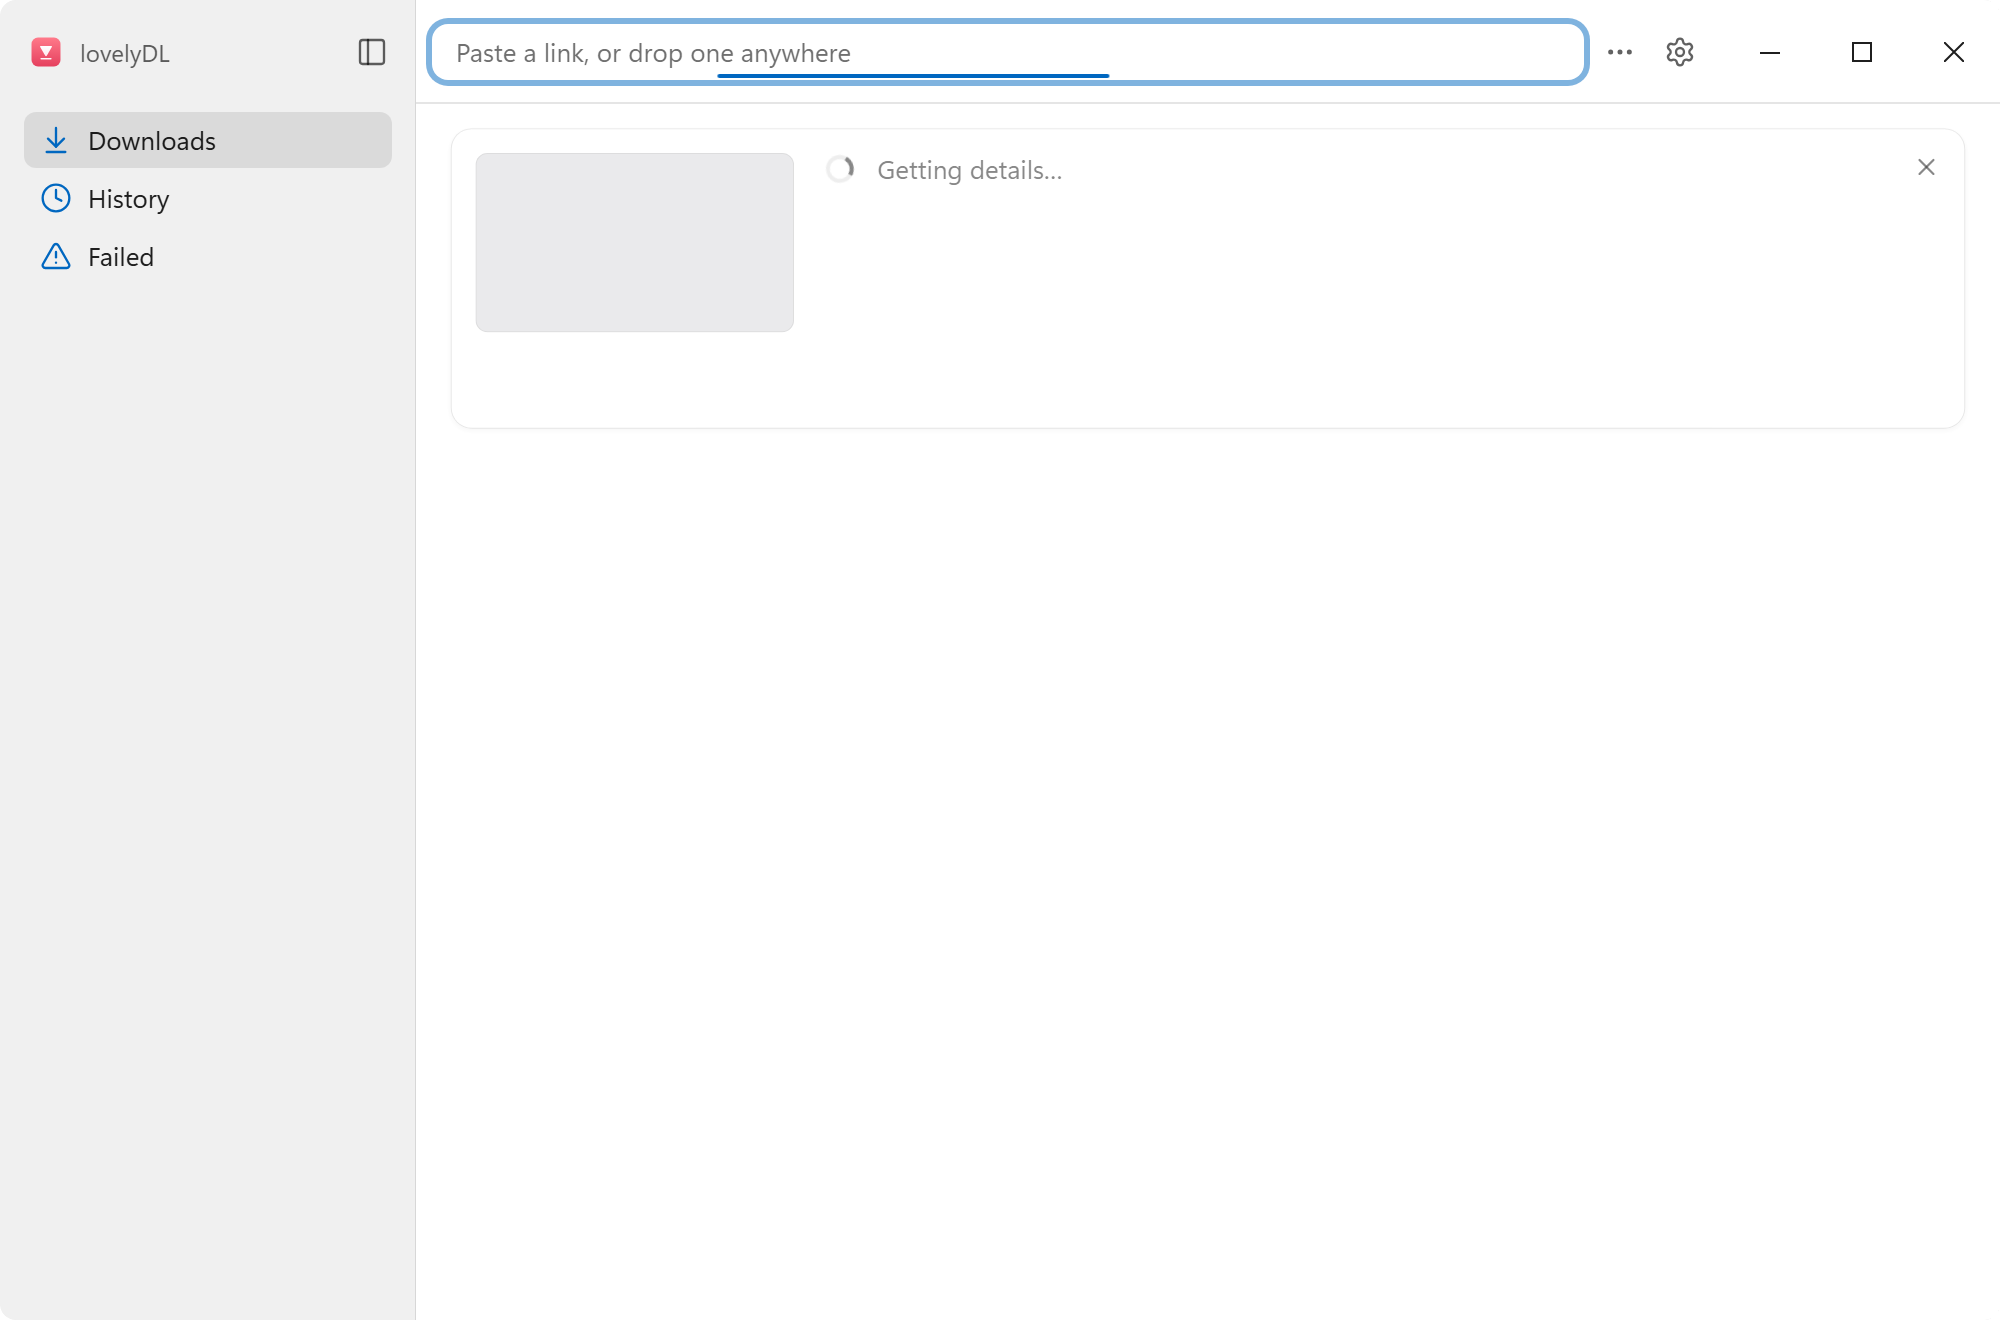 lovelyDL
Paste a link, or drop one anywhere
Downloads
History
Failed
Getting details...